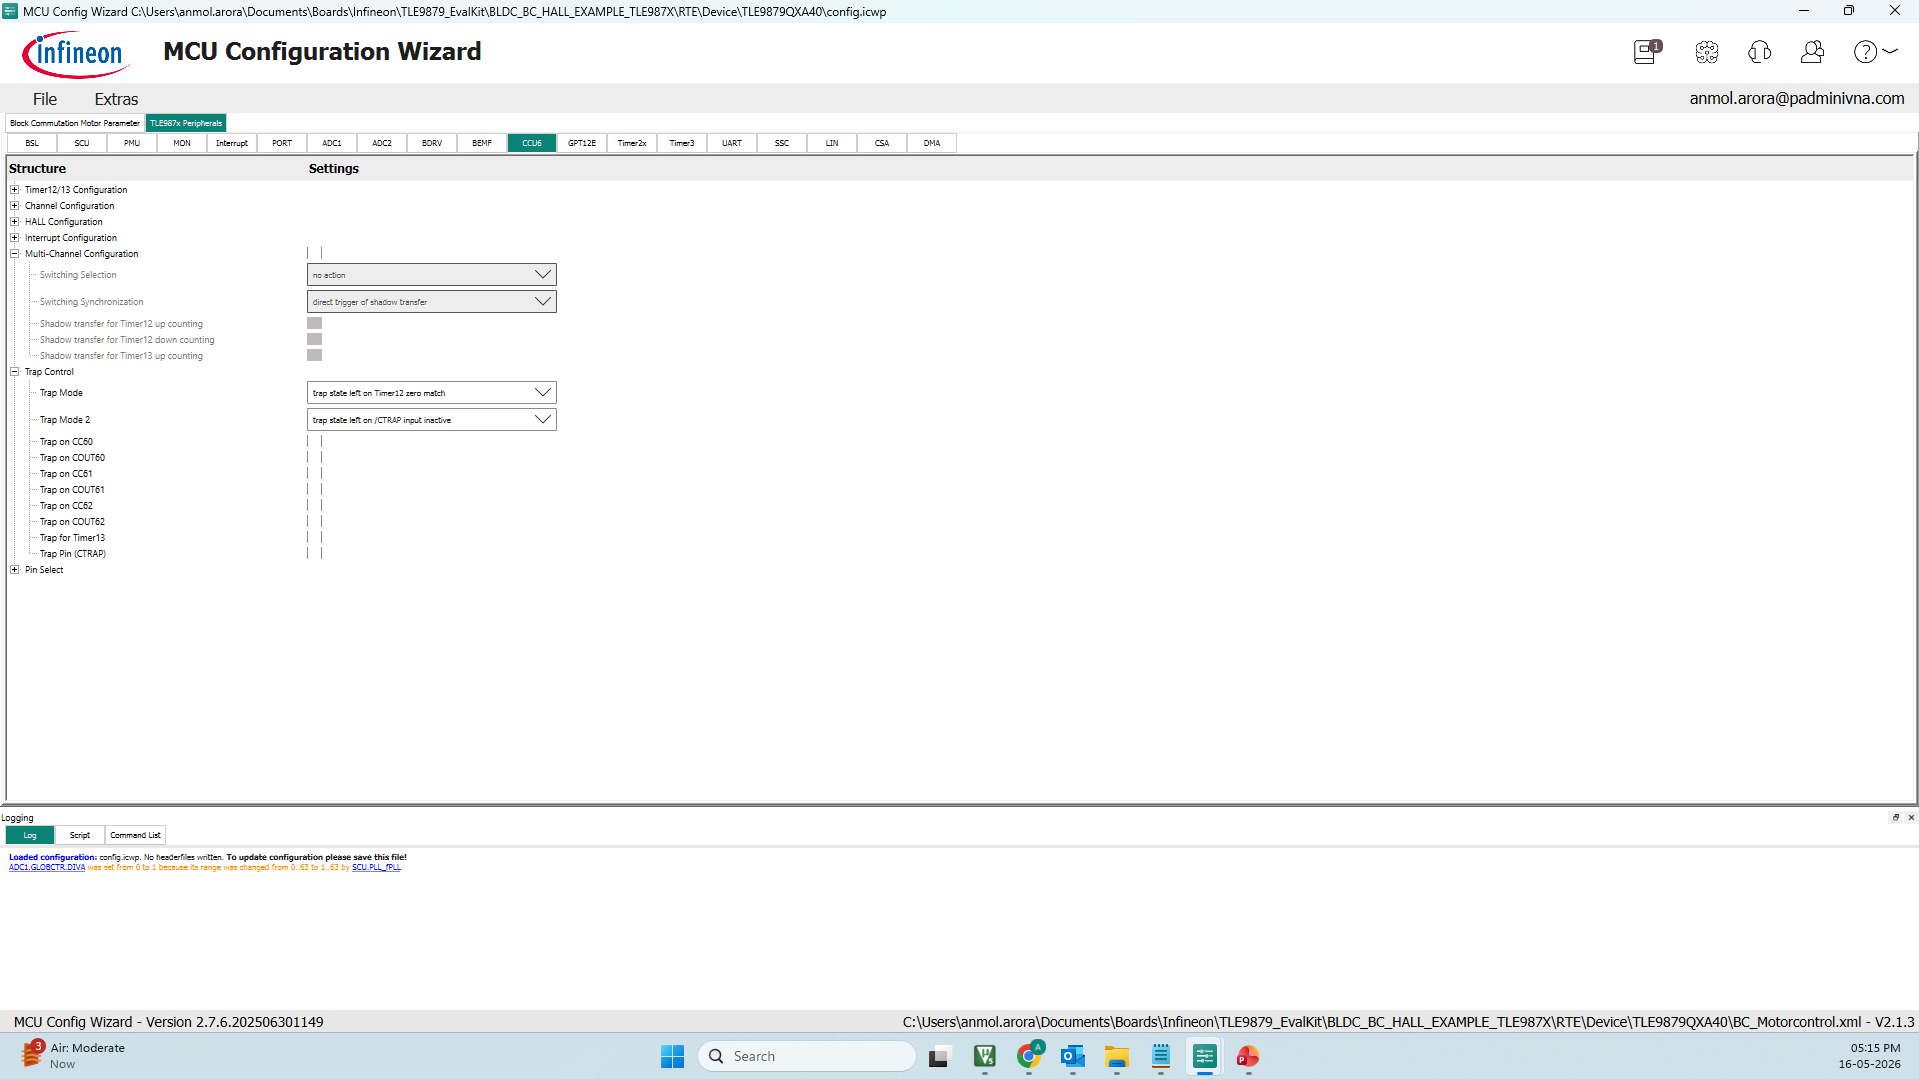 MCU Config Wizard C:\Users\anmol.arora\Documents\Boards\Infineon\TLE9879_EvalKit\BLDC_BC_HALL_EXAMPLE_TLE987X\RTE\Device\TLE9879QXA40\config.icwp
infineon
MCU Configuration Wizard
1
File Extras
anmol.arora@padminivna.com
Block Commutation Motor Parameter TLE987x Peripherals
BSL SCU PMU MON Interrupt PORT ADC1 ADC2 BDRV BEMF CCU6 GPT12E Timer2x Timer3 UART SSC LIN CSA DMA
Structure Settings
Timer12/13 Configuration
Channel Configuration
HALL Configuration
Interrupt Configuration
Multi-Channel Configuration
Switching Selection no action
Switching Synchronization direct trigger of shadow transfer
Shadow transfer for Timer12 up counting
Shadow transfer for Timer12 down counting
Shadow transfer for Timer13 up counting
Trap Control
Trap Mode trap state left on Timer12 zero match
Trap Mode 2 trap state left on /CTRAP input inactive
Trap on CC60
Trap on COUT60
Trap on CC61
Trap on COUT61
Trap on CC62
Trap on COUT62
Trap for Timer13
Trap Pin (CTRAP)
Pin Select
Logging
Log Script Command List
Loaded configuration: config.icwp. No headerfiles written. To update configuration please save this file!
ADC1.GLOBCTR.DIVA was set from 0 to 1 because its range was changed from 0..63 to 1..63 by SCU.PLL_fPLL
MCU Config Wizard - Version 2.7.6.202506301149
C:\Users\anmol.arora\Documents\Boards\Infineon\TLE9879_EvalKit\BLDC_BC_HALL_EXAMPLE_TLE987X\RTE\Device\TLE9879QXA40\BC_Motorcontrol.xml - V2.1.3
3
Air: Moderate
Now
Search
A
05:15 PM
16-05-2026